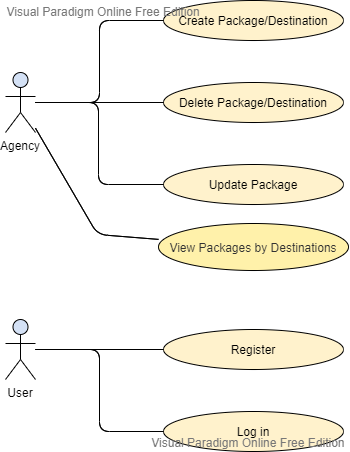 Visual Paradigm Online Free Edition
Create Package/Destination
Delete Package/Destination
Agency
Update Package
View Packages by Destinations
Register
User
Log in
Visual Paradigm Online Free Edition